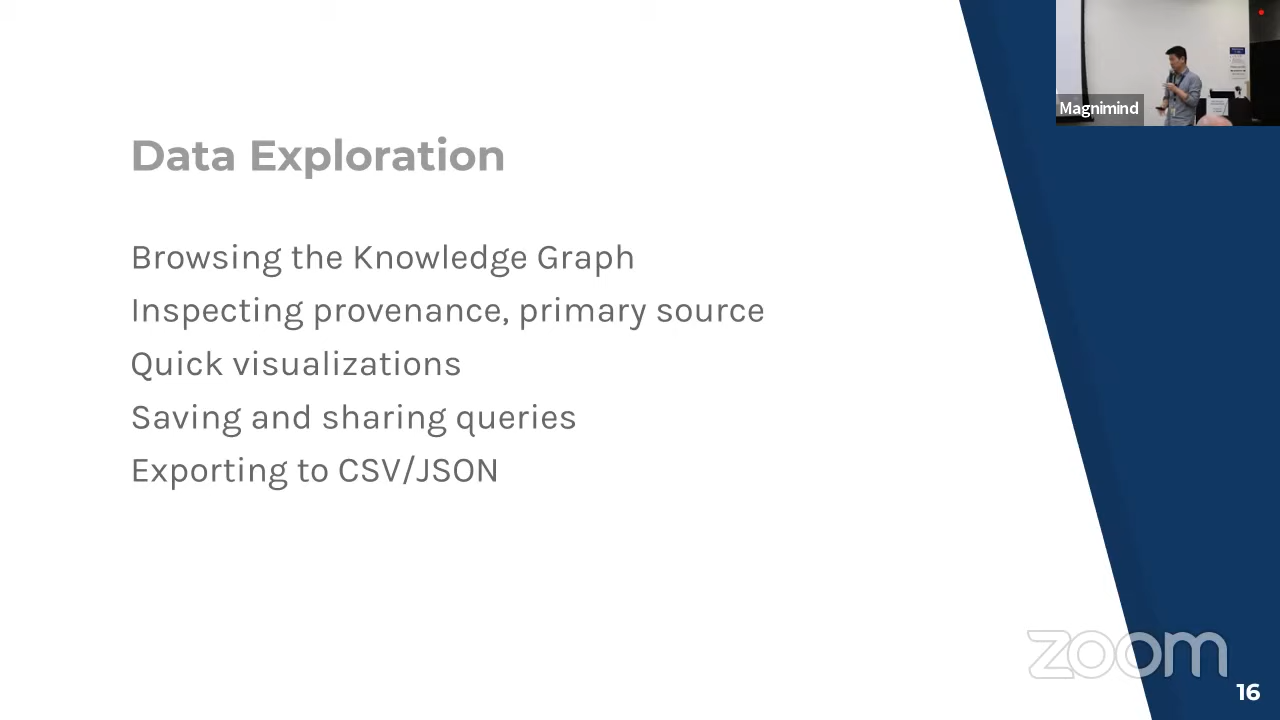 Magnimind
Data Exploration
Browsing the Knowledge Graph
Inspecting provenance, primary source
Quick visualizations
Saving and sharing queries
Exporting to CSV/JSON
zoom
16